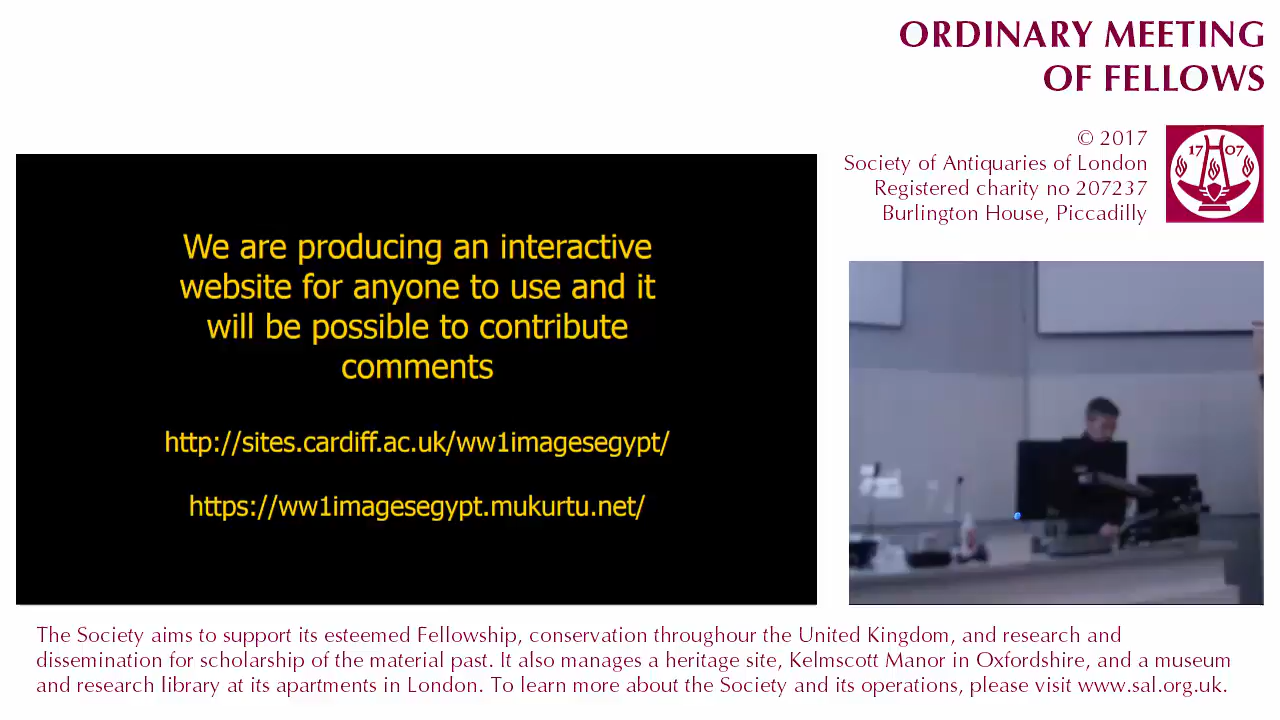 ORDINARY MEETING
OF FELLOWS
© 2017
Society of Antiquaries of London
Registered charity no 207237
Burlington House, Piccadilly
17 07
We are producing an interactive
website for anyone to use and it
will be possible to contribute
comments
http://sites.cardiff.ac.uk/ww1imagesegypt/
https://ww1imagesegypt.mukurtu.net/
The Society aims to support its esteemed Fellowship, conservation throughour the United Kingdom, and research and
dissemination for scholarship of the material past. It also manages a heritage site, Kelmscott Manor in Oxfordshire, and a museum
and research library at its apartments in London. To learn more about the Society and its operations, please visit www.sal.org.uk.